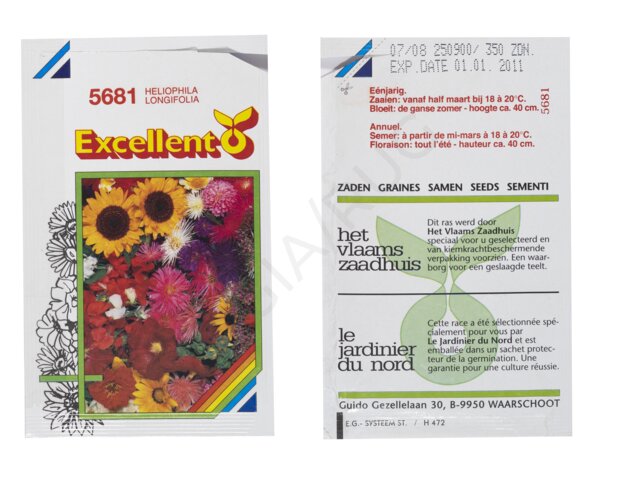 5681 HELIOPHILA
LONGIFOLIA
Excellent
07/08 250900/ 350 ZDN.
EXP.DATE 01.01. 2011
Eénjarig.
Zaaien: vanaf half maart bij 18 à 20°C.
Bloei: de ganse zomer - hoogte ca. 40 cm.
5681
Annuel.
Semer: à partir de mi-mars à 18 à 20°C.
Floraison: tout l'été - hauteur ca. 40 cm.
ZADEN GRAINES SAMEN SEEDS SEMENTI
het
vlaams
zaadhuis
Dit ras werd door
Het Vlaams Zaadhuis
speciaal voor u geselecteerd en
van kiemkrachtbeschermende
verpakking voorzien. Een waar-
borg voor een geslaagde teelt.
le
jardinier
du nord
Cette race a été sélectionnée spé-
cialement pour vous par
Le Jardinier du Nord et est
emballée dans un sachet protec-
teur de la germination. Une
garantie pour une culture réussie.
Guido Gezellelaan 30, B-9950 WAARSCHOOT
E.G.- SYSTEEM ST. / H 472